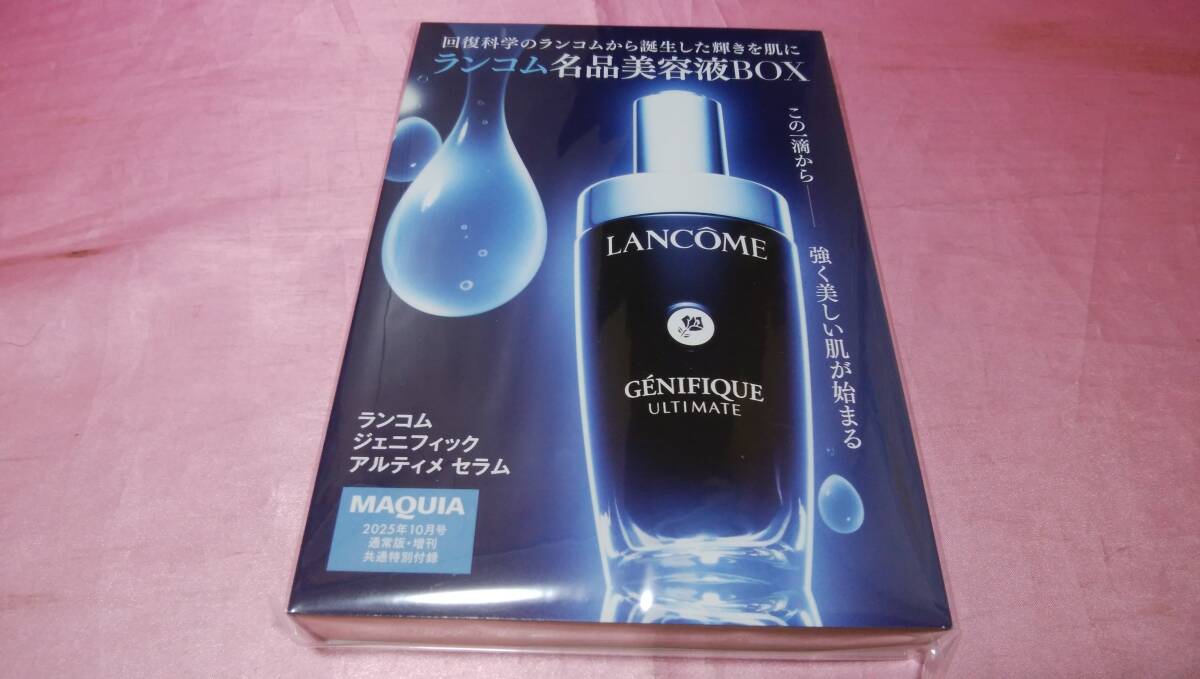 回復科学のランコムから誕生した輝きを肌に
ランコム名品美容液BOX
この一滴から――
強く美しい肌が始まる
LANCÔME
GÉNIFIQUE
ULTIMATE
ランコム
ジェニフィック
アルティメ セラム
MAQUIA
2025年10月号
通常版・増刊
共通特別付録